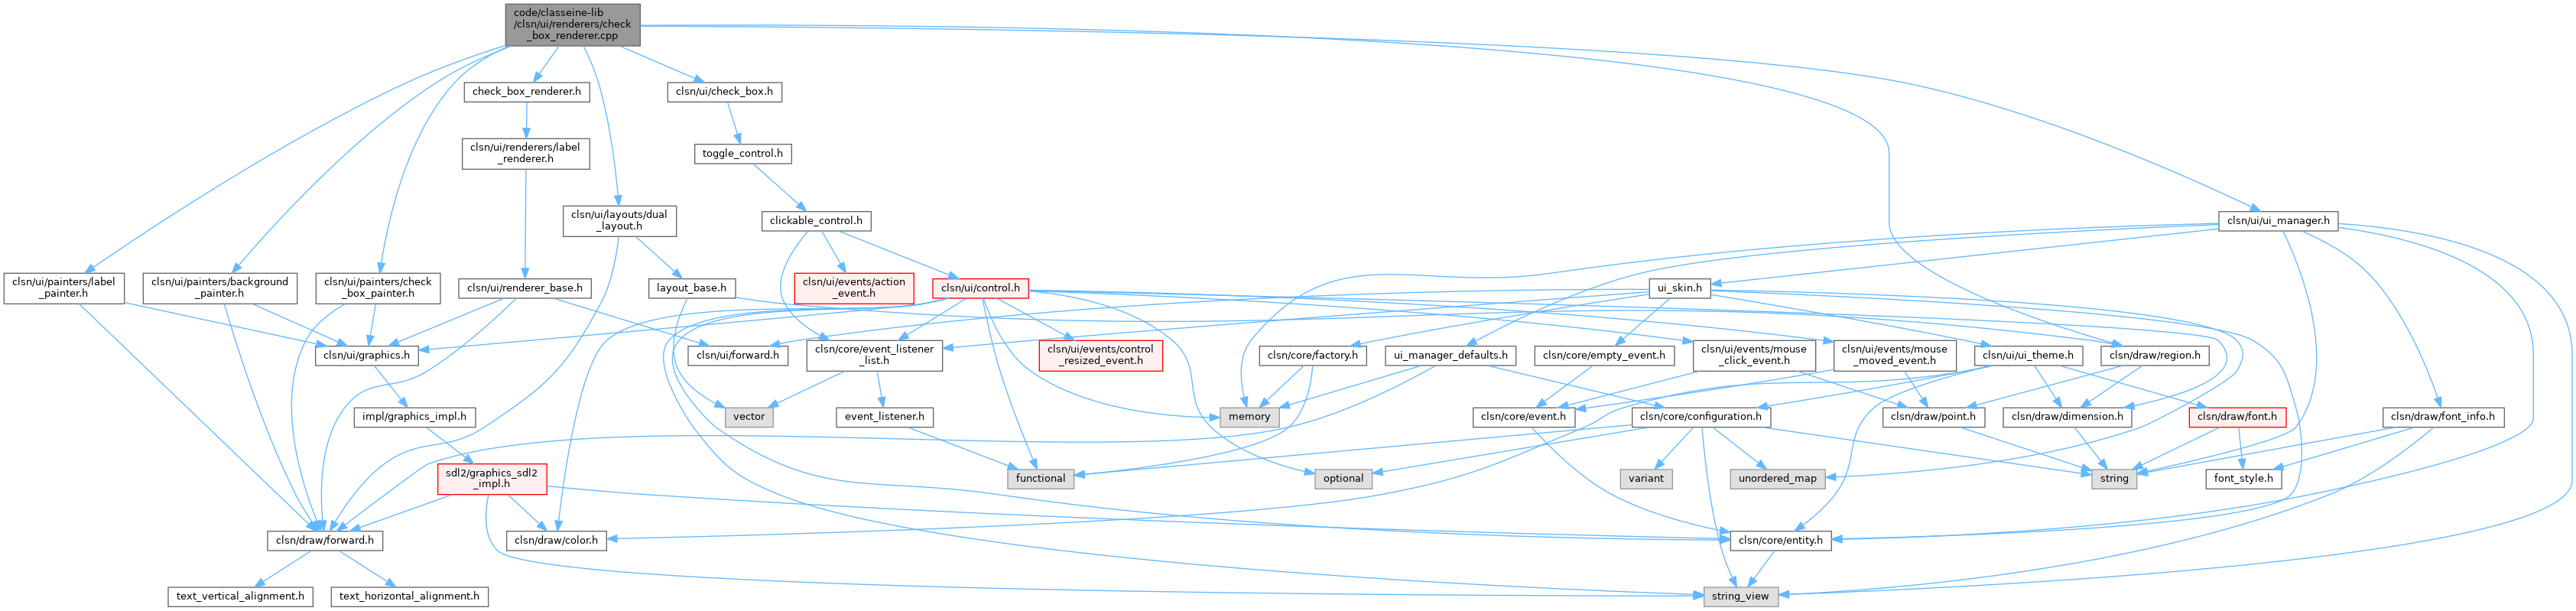 code/classeine-lib
/clsn/ui/renderers/check
_box_renderer.cpp
check_box_renderer.h
clsn/ui/check_box.h
clsn/ui/renderers/label
_renderer.h
toggle_control.h
clsn/ui/layouts/dual
_layout.h
clickable_control.h
clsn/ui/ui_manager.h
clsn/ui/painters/label
_painter.h
clsn/ui/painters/background
_painter.h
clsn/ui/painters/check
_box_painter.h
clsn/ui/renderer_base.h
layout_base.h
clsn/ui/events/action
_event.h
clsn/ui/control.h
ui_skin.h
clsn/ui/graphics.h
clsn/ui/forward.h
clsn/core/event_listener
_list.h
clsn/ui/events/control
_resized_event.h
clsn/core/factory.h
ui_manager_defaults.h
clsn/core/empty_event.h
clsn/ui/events/mouse
_click_event.h
clsn/ui/events/mouse
_moved_event.h
clsn/ui/ui_theme.h
clsn/draw/region.h
impl/graphics_impl.h
vector
event_listener.h
memory
clsn/core/event.h
clsn/core/configuration.h
clsn/draw/point.h
clsn/draw/dimension.h
clsn/draw/font.h
clsn/draw/font_info.h
sdl2/graphics_sdl2
_impl.h
functional
optional
variant
unordered_map
string
font_style.h
clsn/draw/forward.h
clsn/draw/color.h
clsn/core/entity.h
text_vertical_alignment.h
text_horizontal_alignment.h
string_view